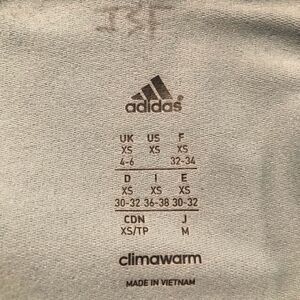 adidas
UK US F
XS XS XS
4-6 32-34
D I E
XS XS XS
30-32 36-38 30-32
CDN J
XS/TP M
climawarm
MADE IN VIETNAM